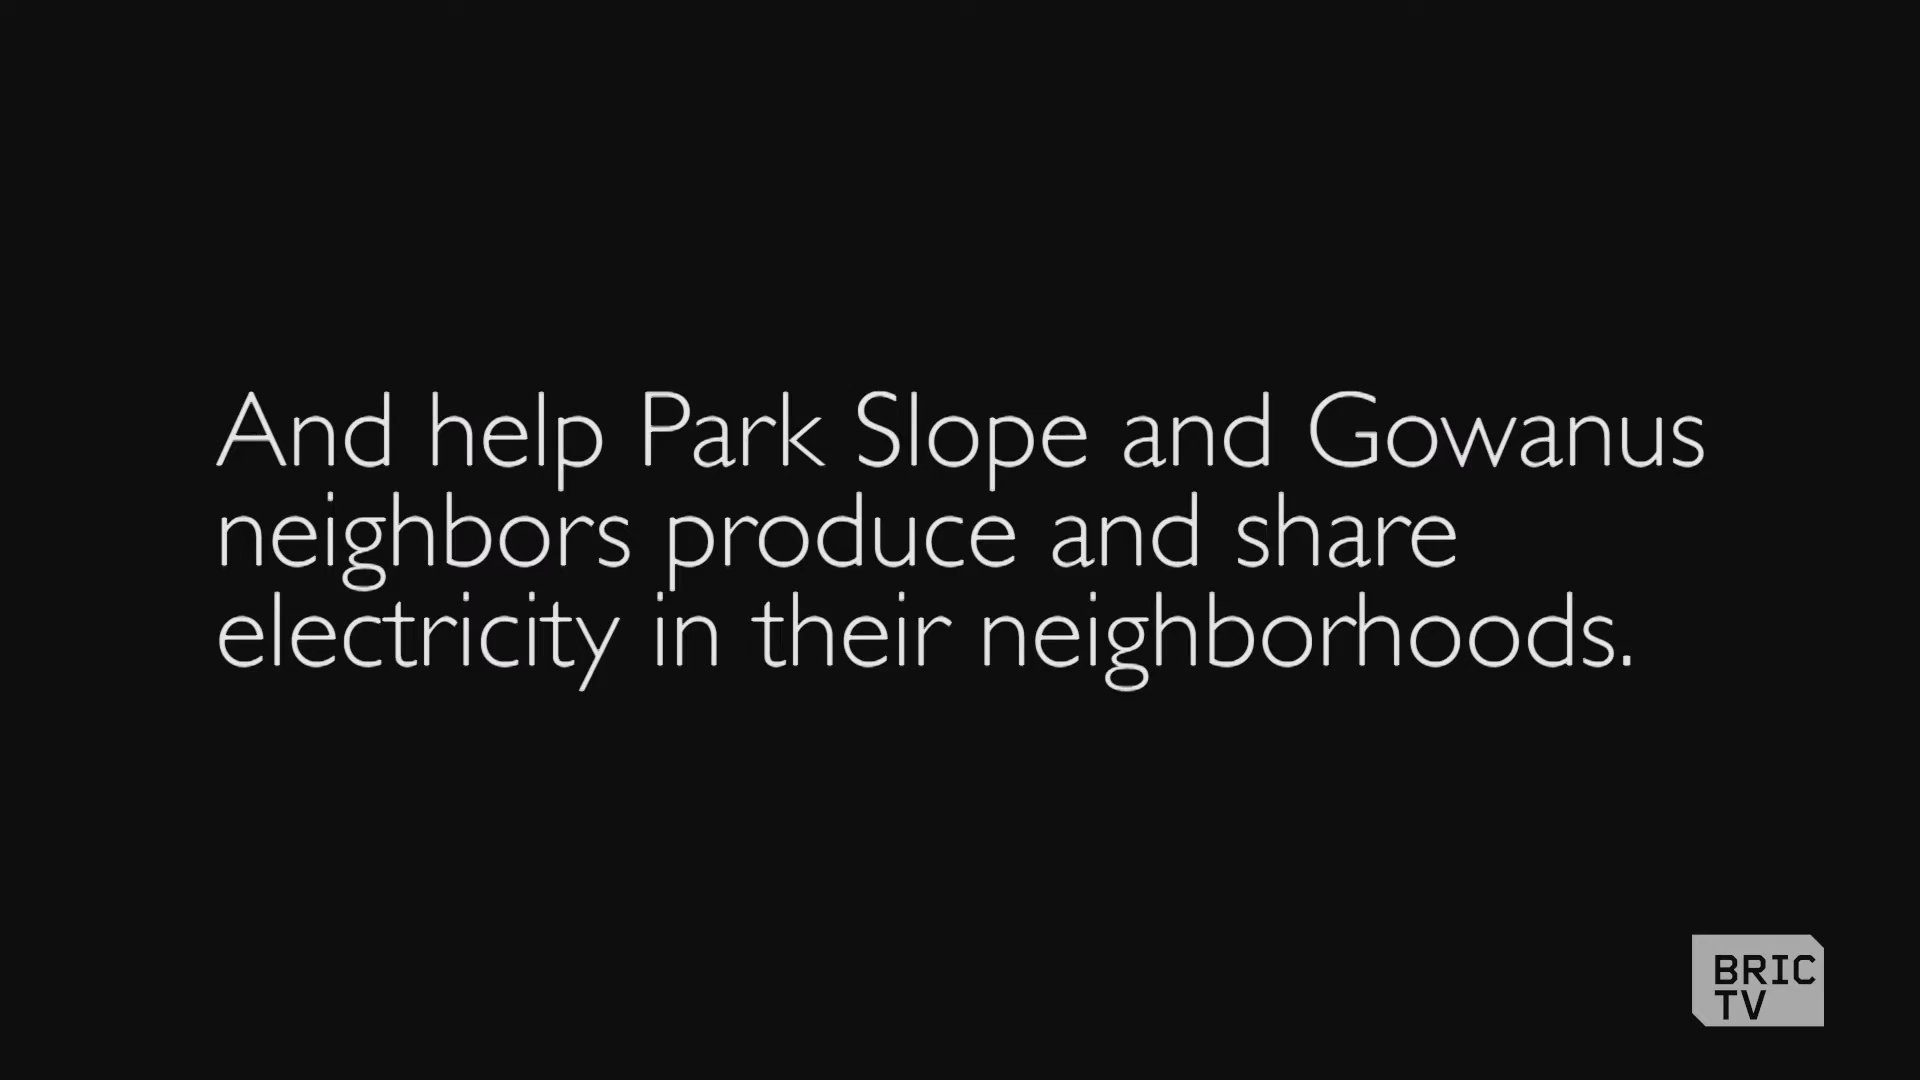 And help Park Slope and Gowanus
neighbors produce and share
electricity in their neighborhoods.
BRIC
TV